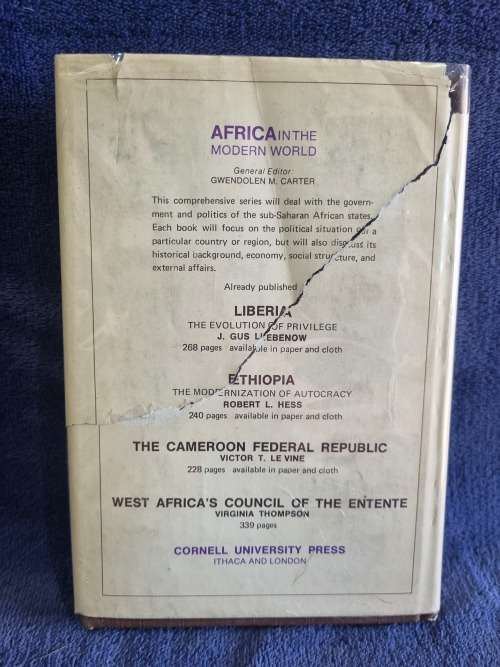 AFRICA IN THE
MODERN WORLD
General Editor:
GWENDOLEN M. CARTER
This comprehensive series will deal with the govern-
ment and politics of the sub-Saharan African states.
Each book will focus on the political situation in a
particular country or region, but will also discuss its
historical background, economy, social structure, and
external affairs.
Already published
LIBERIA
THE EVOLUTION OF PRIVILEGE
J. GUS LIEBENOW
268 pages available in paper and cloth
ETHIOPIA
THE MODERNIZATION OF AUTOCRACY
ROBERT L. HESS
240 pages available in paper and cloth
THE CAMEROON FEDERAL REPUBLIC
VICTOR T. LE VINE
228 pages available in paper and cloth
WEST AFRICA'S COUNCIL OF THE ENTENTE
VIRGINIA THOMPSON
339 pages
CORNELL UNIVERSITY PRESS
ITHACA AND LONDON